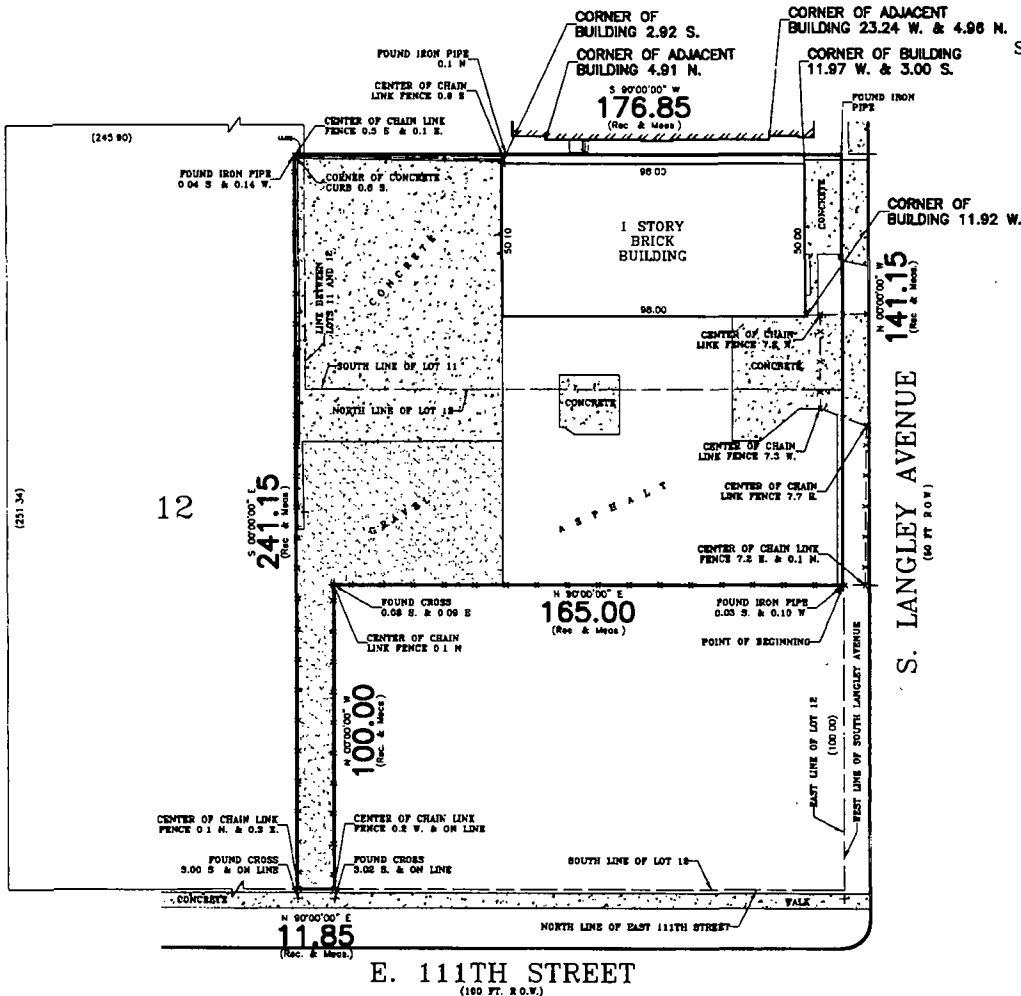 CORNER OF
BUILDING 2.92 S.
CORNER OF ADJACENT
BUILDING 23.24 W. & 4.96 N.
S
FOUND IRON PIPE
0.1 N
CORNER OF ADJACENT
BUILDING 4.91 N.
CORNER OF BUILDING
11.97 W. & 3.00 S.
CENTER OF CHAIN
LINK FENCE 0.8 S
S 90°00'00" W
176.85
(Rec. & Meas)
FOUND IRON
PIPE
(245.90)
CENTER OF CHAIN LINK
FENCE 0.5 S & 0.1 E.
FOUND IRON PIPE
0.04 S & 0.14 W.
CORNER OF CONCRETE
CURB 0.6 S.
98.00
CONCRETE
CORNER OF
BUILDING 11.92 W.
1 STORY
BRICK
BUILDING
50.10
50.00
CONCRETE
LINE BETWEEN
LOTS 11 AND 12
N 00°00'00" W
141.15
(Rec & Meas.)
98.00
CENTER OF CHAIN
LINK FENCE W.
SOUTH LINE OF LOT 11
CONCRETE
NORTH LINE OF LOT 12
CONCRETE
CENTER OF CHAIN
LINK FENCE 7.3 W.
S. LANGLEY AVENUE
CENTER OF CHAIN
LINK FENCE 7.7 E.
(251.34)
12
S 00°00'00" E
241.15
(Rec & Meas)
GRAVEL
ASPHALT
CENTER OF CHAIN LINK
FENCE 7.2 E. & 0.1 N.
FOUND CROSS
0.08 S. & 0.09 E
N 90°00'00" E
165.00
(Rec & Meas)
FOUND IRON PIPE
0.03 S. & 0.10 W
CENTER OF CHAIN
LINK FENCE 0.1 N
POINT OF BEGINNING
N 00°00'00" W
100.00
(Rec. & Meas)
EAST LINE OF LOT 12
(100.00)
WEST LINE OF SOUTH LANGLEY AVENUE
CENTER OF CHAIN LINK
FENCE 0.1 N. & 0.3 E.
CENTER OF CHAIN LINK
FENCE 0.2 W. & ON LINE
FOUND CROSS
3.00 S & ON LINE
FOUND CROSS
3.02 S. & ON LINE
SOUTH LINE OF LOT 12
CONCRETE
WALK
N 90°00'00" E
11.85
(Rec. & Meas.)
NORTH LINE OF EAST 111TH STREET
E. 111TH STREET
(100 FT. R.O.W.)